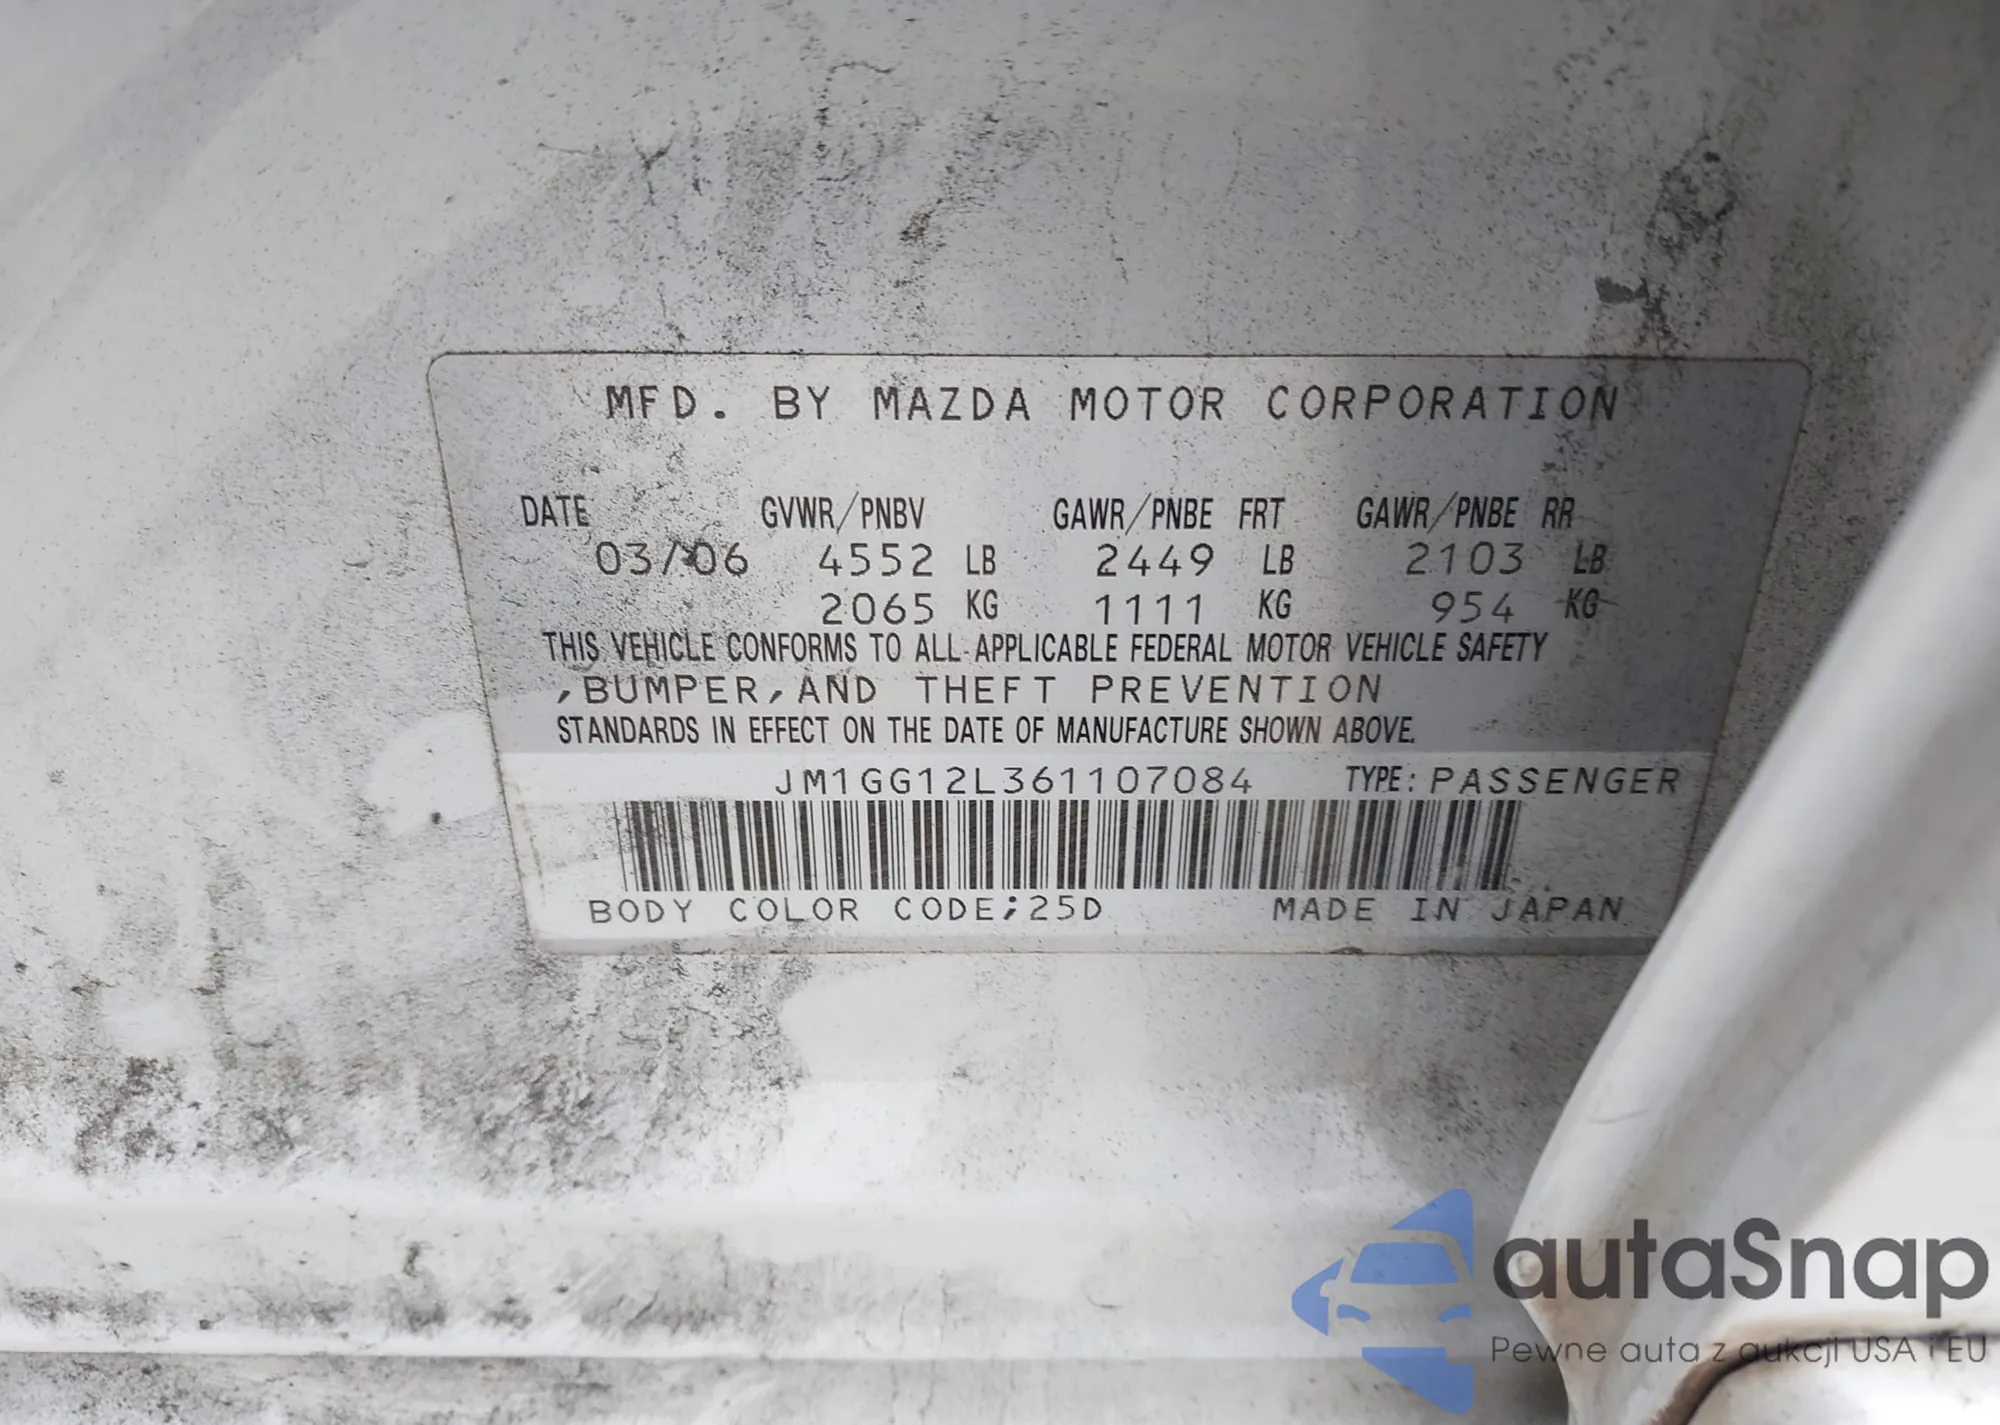 MFD. BY MAZDA MOTOR CORPORATION
DATE GVWR/PNBV GAWR/PNBE FRT GAWR/PNBE RR
03/06 4552 LB 2449 LB 2103 LB
2065 KG 1111 KG 954 KG
THIS VEHICLE CONFORMS TO ALL APPLICABLE FEDERAL MOTOR VEHICLE SAFETY
,BUMPER,AND THEFT PREVENTION
STANDARDS IN EFFECT ON THE DATE OF MANUFACTURE SHOWN ABOVE.
JM1GG12L361107084 TYPE: PASSENGER
BODY COLOR CODE;25D MADE IN JAPAN
autaSnap
Pewne auta z aukcji USA i EU